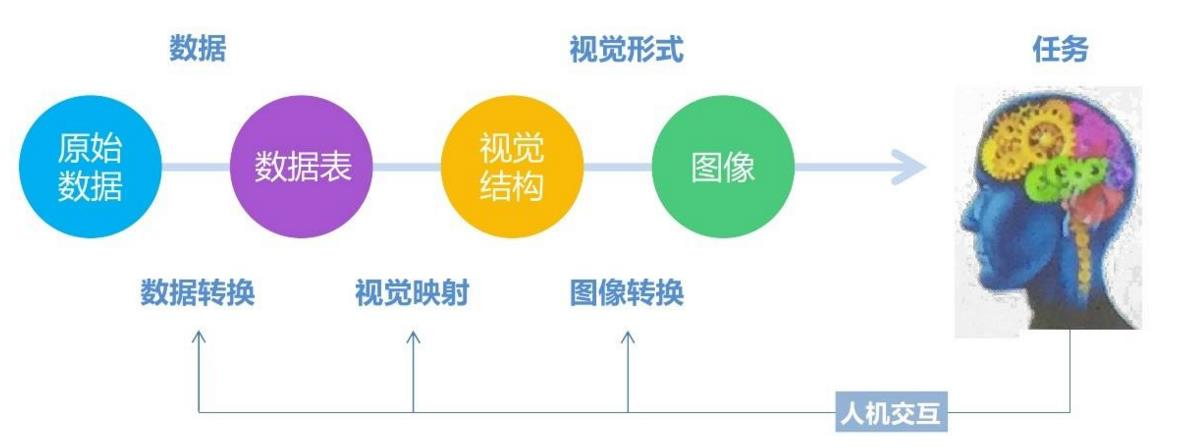 数据
视觉形式
任务
原始
数据
数据表
视觉
结构
图像
数据转换
视觉映射
图像转换
人机交互